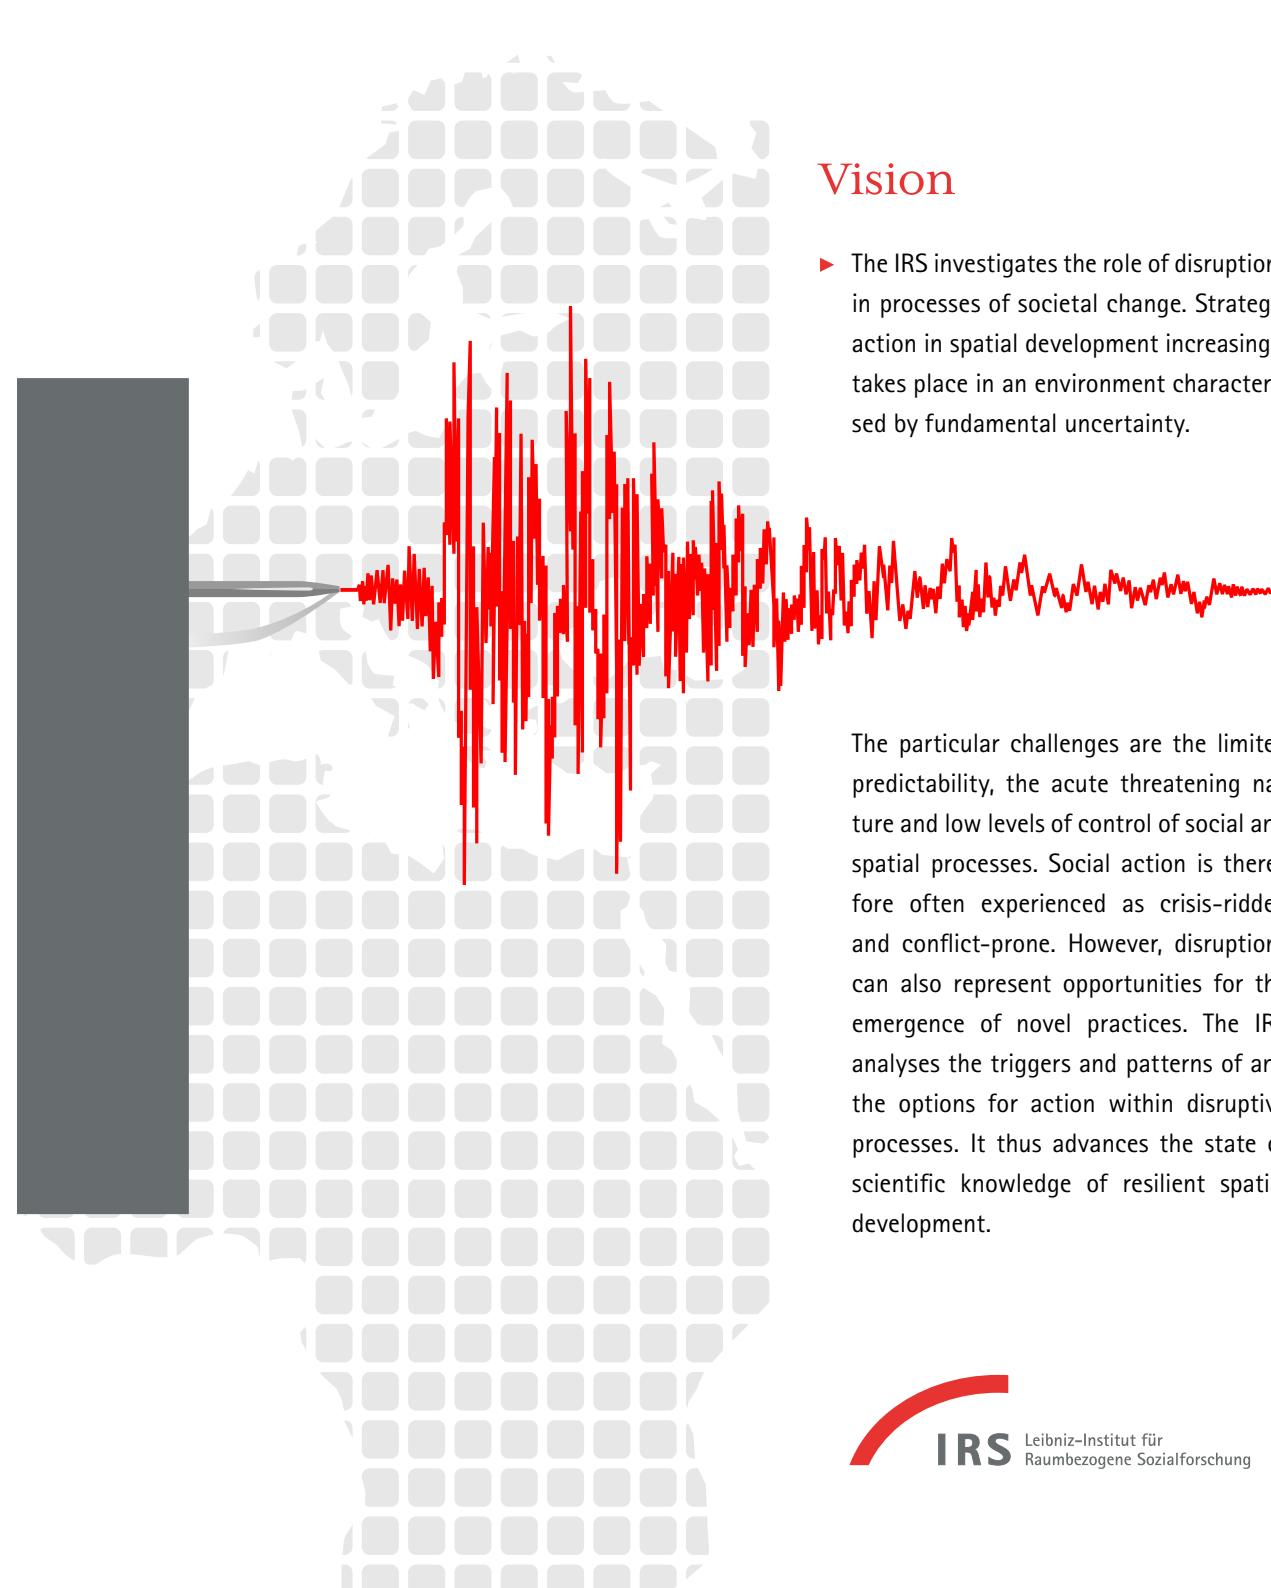 Vision
► The IRS investigates the role of disruption
in processes of societal change. Strateg
action in spatial development increasing
takes place in an environment character
sed by fundamental uncertainty.
The particular challenges are the limite
predictability, the acute threatening na
ture and low levels of control of social an
spatial processes. Social action is there
fore often experienced as crisis-ridde
and conflict-prone. However, disruption
can also represent opportunities for th
emergence of novel practices. The IR
analyses the triggers and patterns of an
the options for action within disruptiv
processes. It thus advances the state o
scientific knowledge of resilient spati
development.
IRS Leibniz-Institut für
Raumbezogene Sozialforschung